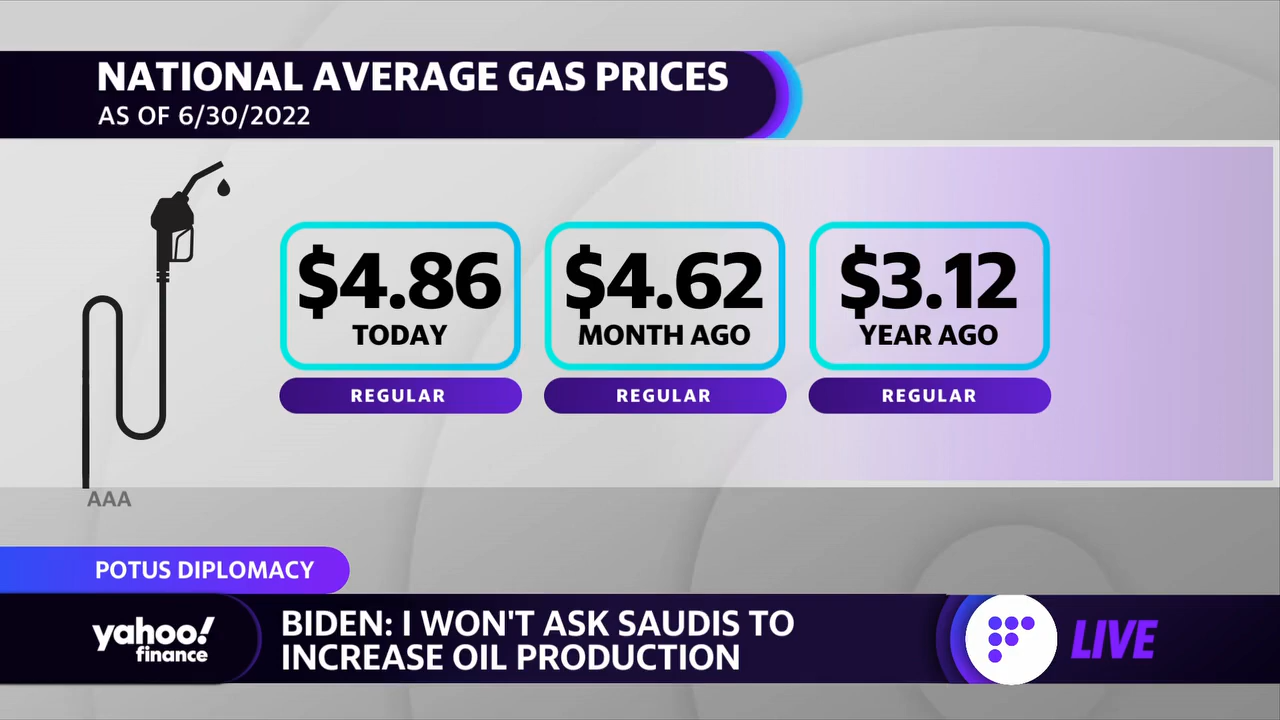 NATIONAL AVERAGE GAS PRICES
AS OF 6/30/2022
$4.86
TODAY
REGULAR
$4.62
MONTH AGO
REGULAR
$3.12
YEAR AGO
REGULAR
AAA
POTUS DIPLOMACY
yahoo!
finance
BIDEN: I WON'T ASK SAUDIS TO
INCREASE OIL PRODUCTION
LIVE